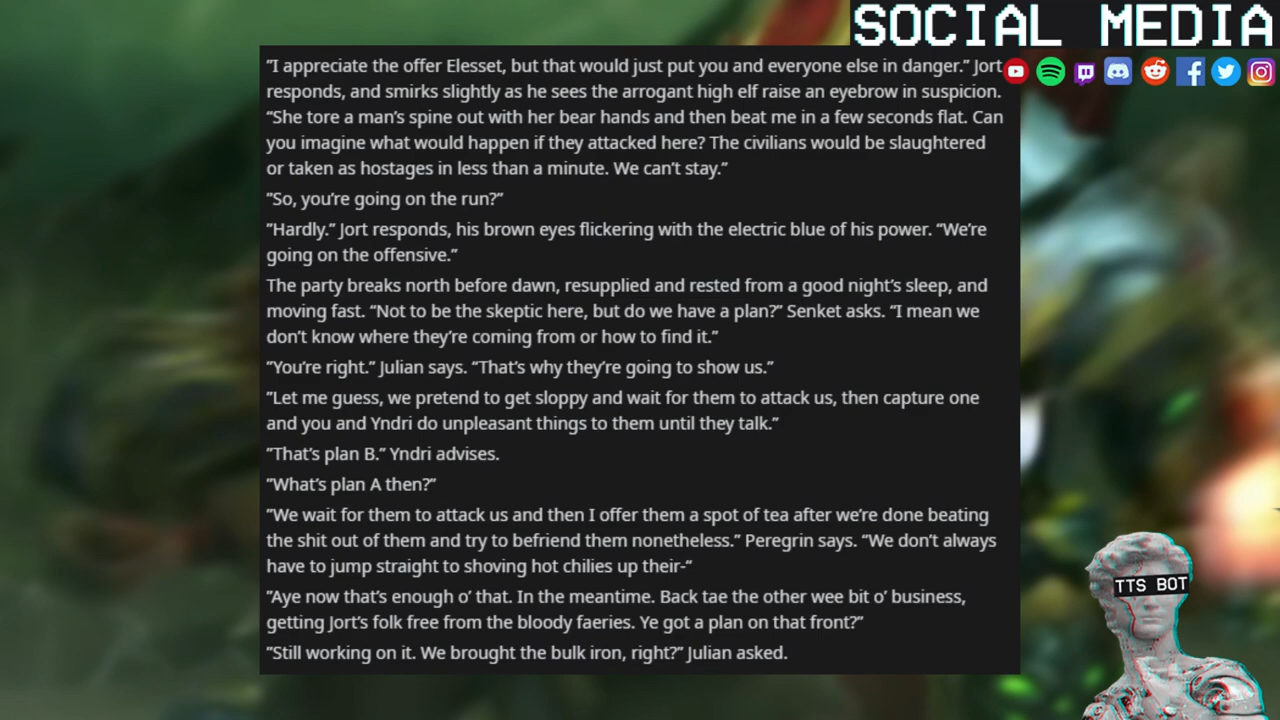 SOCIAL MEDIA
"I appreciate the offer Elesset, but that would just put you and everyone else in danger." Jort
responds, and smirks slightly as he sees the arrogant high elf raise an eyebrow in suspicion.
"She tore a man's spine out with her bear hands and then beat me in a few seconds flat. Can
you imagine what would happen if they attacked here? The civilians would be slaughtered
or taken as hostages in less than a minute. We can't stay."
"So, you're going on the run?"
"Hardly." Jort responds, his brown eyes flickering with the electric blue of his power. "We're
going on the offensive."
The party breaks north before dawn, resupplied and rested from a good night's sleep, and
moving fast. "Not to be the skeptic here, but do we have a plan?" Senket asks. "I mean we
don't know where they're coming from or how to find it."
"You're right." Julian says. "That's why they're going to show us."
"Let me guess, we pretend to get sloppy and wait for them to attack us, then capture one
and you and Yndri do unpleasant things to them until they talk."
"That's plan B." Yndri advises.
"What's plan A then?"
"We wait for them to attack us and then I offer them a spot of tea after we're done beating
the shit out of them and try to befriend them nonetheless." Peregrin says. "We don't always
have to jump straight to shoving hot chilies up their-"
"Aye now that's enough o' that. In the meantime. Back tae the other wee bit o' business,
getting Jort's folk free from the bloody faeries. Ye got a plan on that front?"
"Still working on it. We brought the bulk iron, right?" Julian asked.
TTS BOT